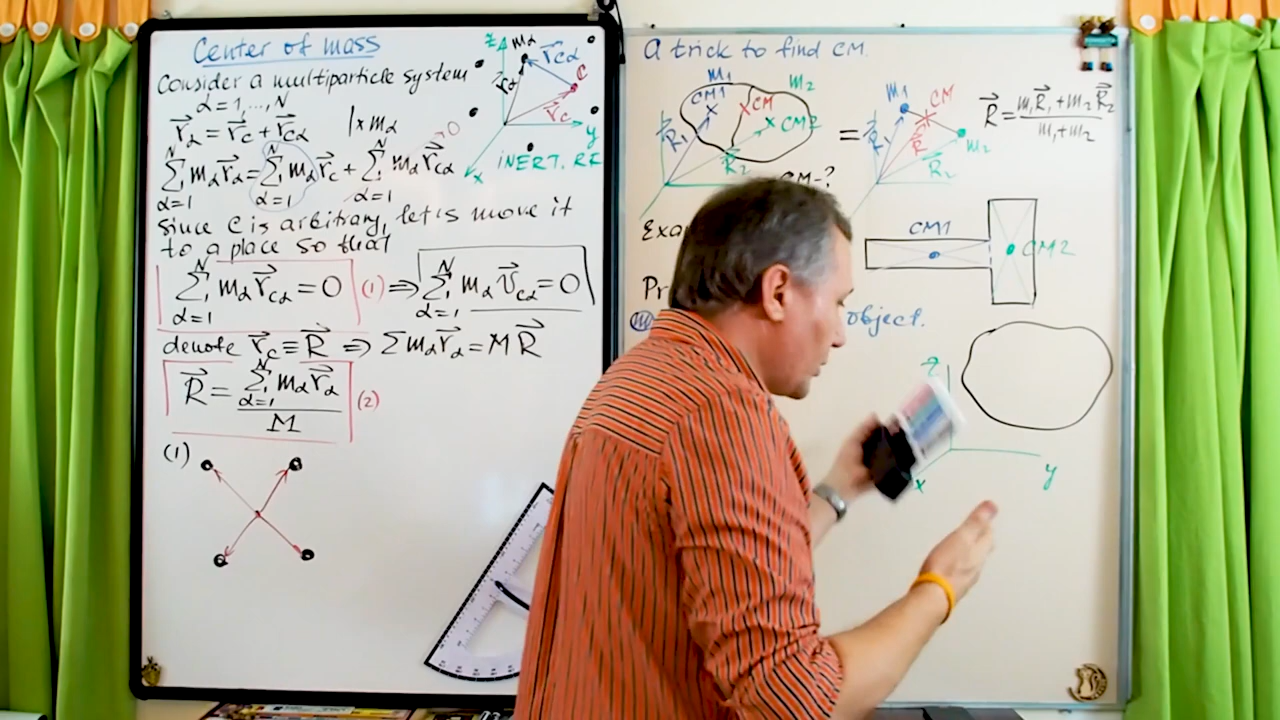 Center of mass
Consider a multiparticle system
α = 1,...,N
r⃗α = r⃗c + r⃗cα | × mα
N N N → 0
∑ mα r⃗α = ∑ mα r⃗c + ∑ mα r⃗cα
α=1 α=1 α=1
since C is arbitrary, let's move it
to a place so that
∑ mα r⃗cα = 0 (1) ⇒ ∑ mα v⃗cα = 0
α=1 N α=1 N
denote r⃗c ≡ R⃗ ⇒ ∑ mα r⃗α = M R⃗
R⃗ = ∑ mα r⃗α / M (2)
α=1 N
(1)
z mα r⃗cα
r⃗α C
r⃗c
y
x
INERT. RF
A trick to find CM.
M1 m2
CM1 CM
CM2
R⃗1
R⃗2
CM-?
=
M1 CM
m2
R⃗1 R⃗ R⃗2
R⃗ = m1R⃗1 + m2R⃗2 / m1 + m2
Exa
CM1
CM2
Pr
object.
z
y
x